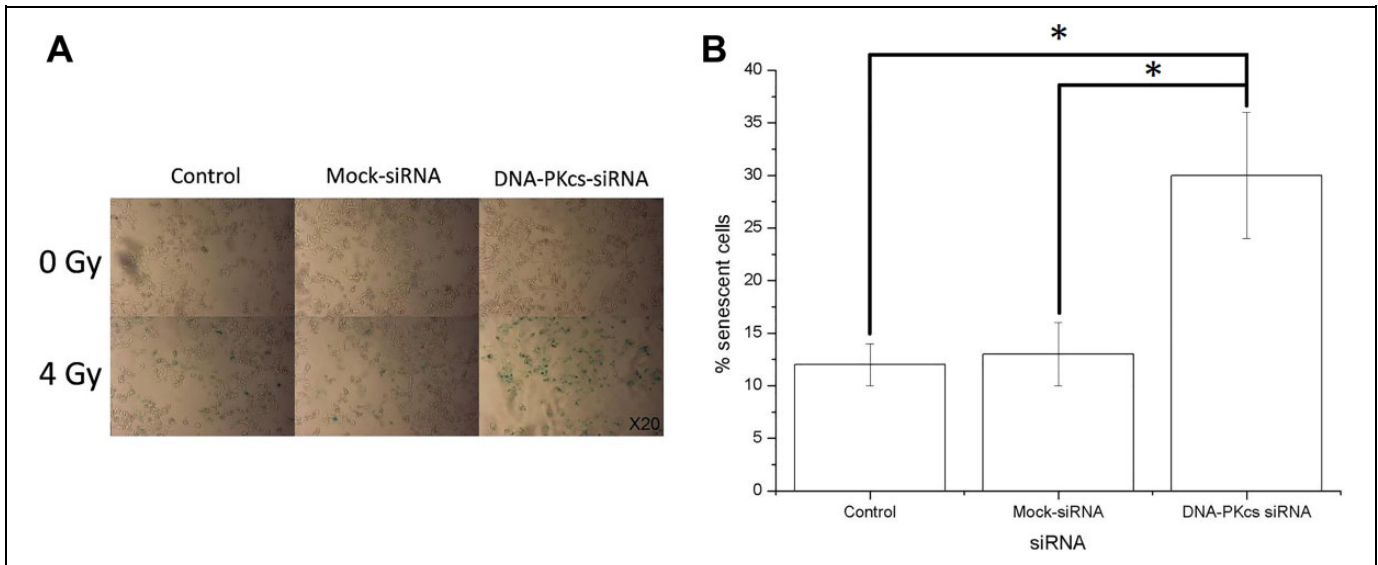 A
Control Mock-siRNA DNA-PKcs-siRNA
0 Gy
4 Gy
X20
B
*
*
40
35
30
25
20
15
10
5
0
% senescent cells
Control Mock-siRNA DNA-PKcs siRNA
siRNA